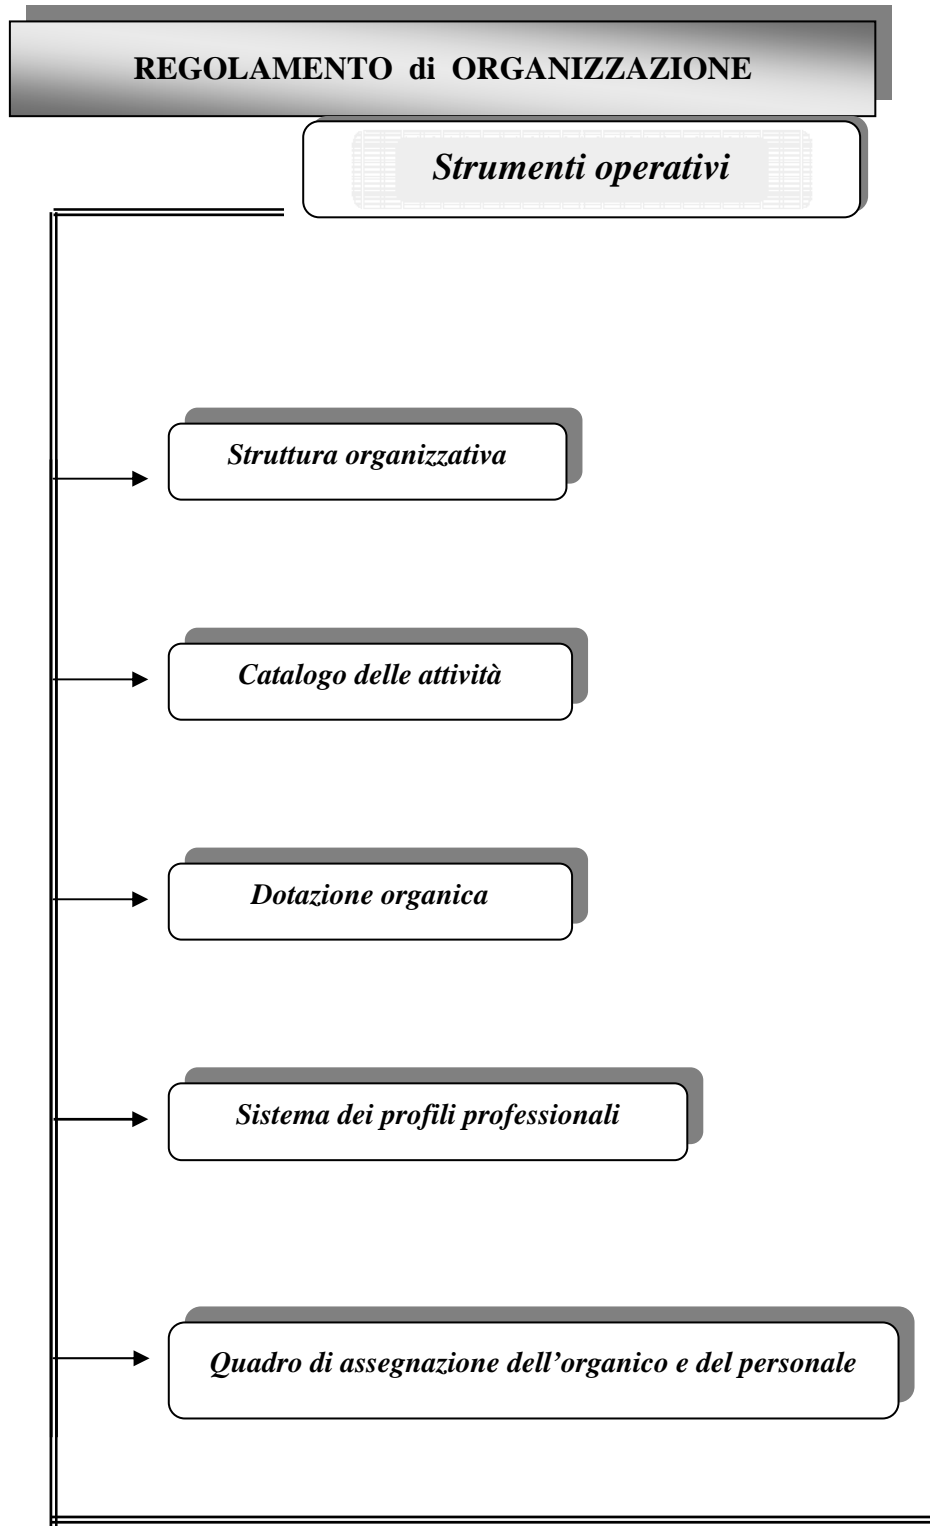 REGOLAMENTO di ORGANIZZAZIONE
Strumenti operativi
Struttura organizzativa
Catalogo delle attività
Dotazione organica
Sistema dei profili professionali
Quadro di assegnazione dell’organico e del personale